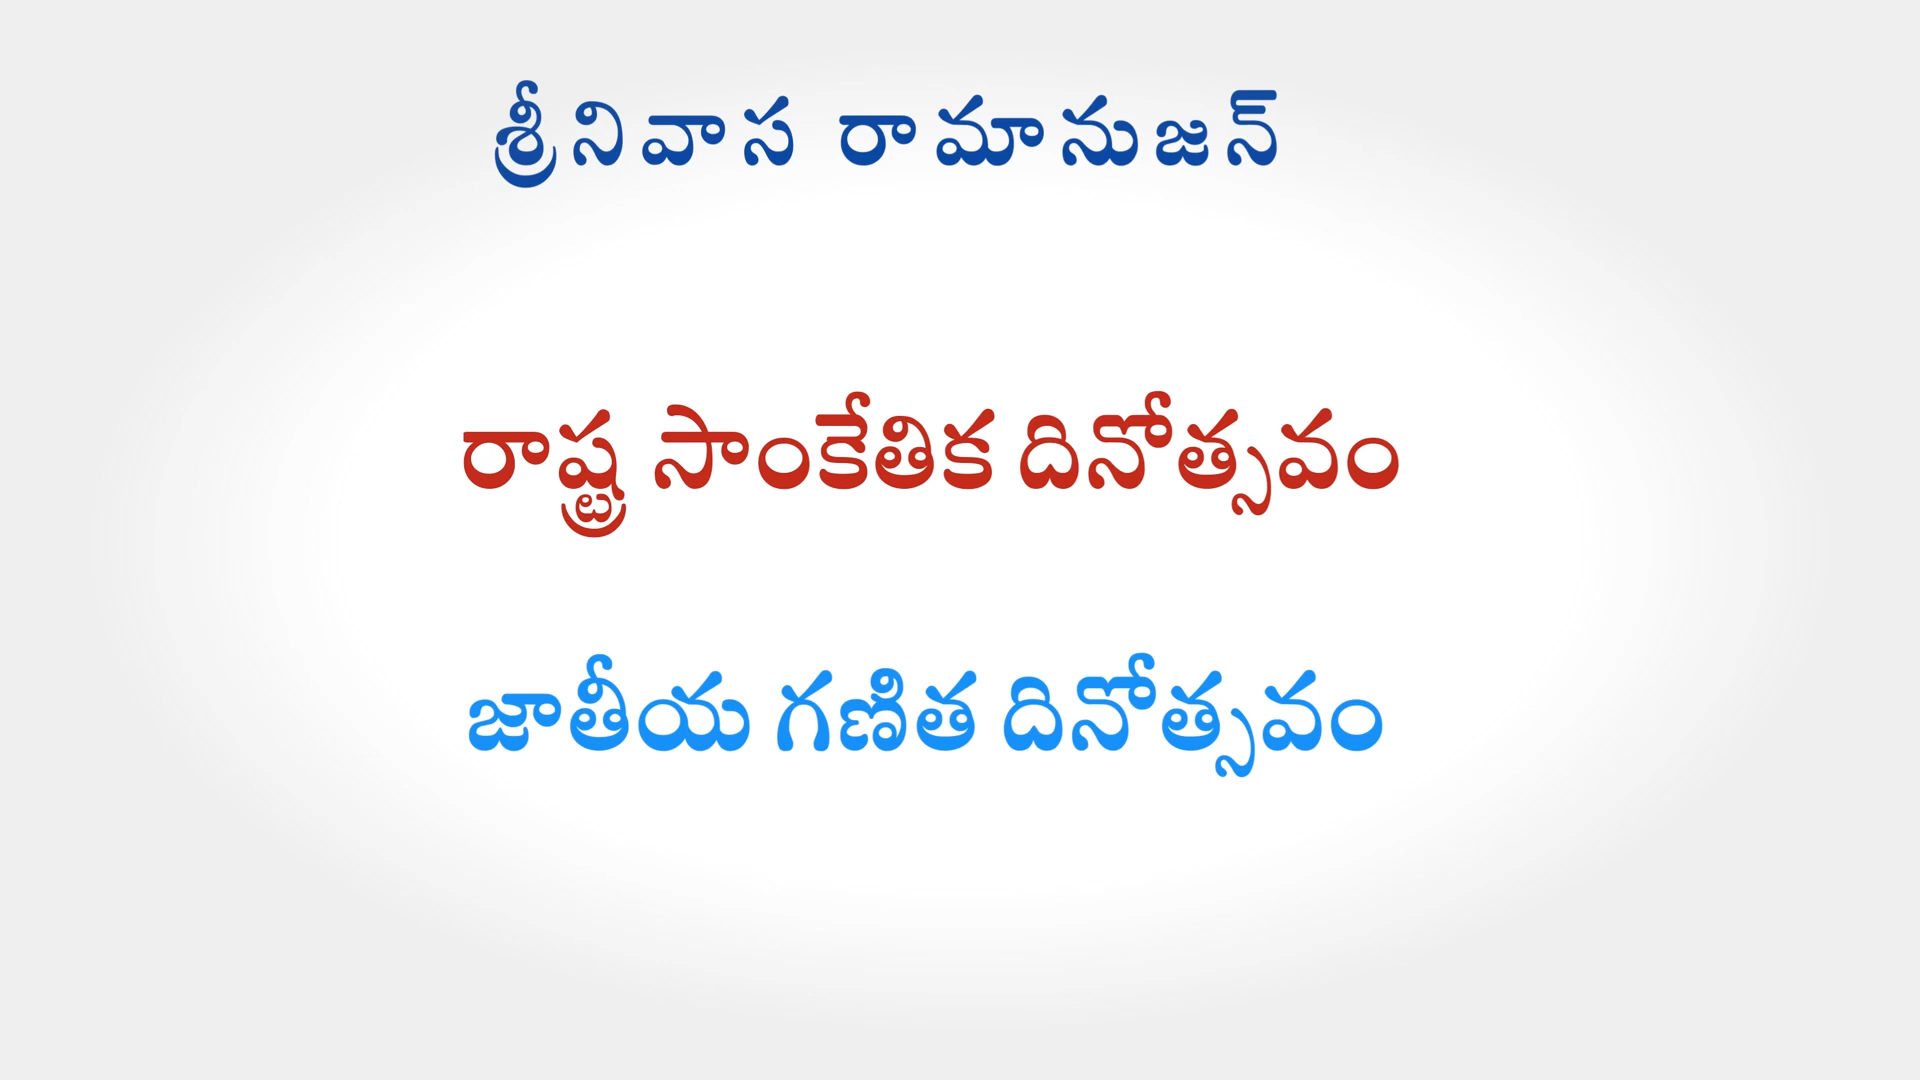 శ్రీనివాస రామానుజన్
రాష్ట్ర సాంకేతిక దినోత్సవం
జాతీయ గణిత దినోత్సవం